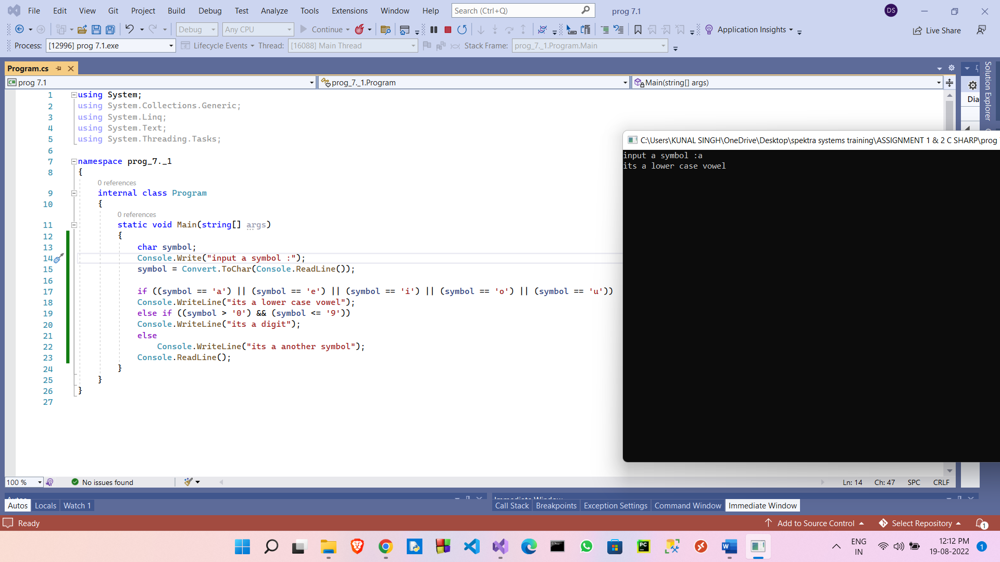 File Edit View Git Project Build Debug Test Analyze Tools Extensions Window Help Search (Ctrl+Q) prog 7.1 DS
Debug Any CPU Continue Application Insights Live Share
Process: [12996] prog 7.1.exe Lifecycle Events Thread: [16088] Main Thread Stack Frame: prog_7._1.Program.Main
Program.cs
C# prog 7.1 prog_7._1.Program Main(string[] args)
Solution Explorer
Dia
1 using System;
2 using System.Collections.Generic;
3 using System.Linq;
4 using System.Text;
5 using System.Threading.Tasks;
6
7 namespace prog_7._1
8 {
0 references
9 internal class Program
10 {
0 references
11 static void Main(string[] args)
12 {
13 char symbol;
14 Console.Write("input a symbol :");
15 symbol = Convert.ToChar(Console.ReadLine());
16
17 if ((symbol == 'a') || (symbol == 'e') || (symbol == 'i') || (symbol == 'o') || (symbol == 'u'))
18 Console.WriteLine("its a lower case vowel");
19 else if ((symbol > '0') && (symbol <= '9'))
20 Console.WriteLine("its a digit");
21 else
22 Console.WriteLine("its a another symbol");
23 Console.ReadLine();
24 }
25 }
26 }
27
C:\Users\KUNAL SINGH\OneDrive\Desktop\spektra systems training\ASSIGNMENT 1 & 2 C SHARP\prog
input a symbol :a
its a lower case vowel
100 % No issues found Ln: 14 Ch: 47 SPC CRLF
Autos Immediate Window
Autos Locals Watch 1 Call Stack Breakpoints Exception Settings Command Window Immediate Window
Ready Add to Source Control Select Repository 1
PC W ENG
IN
12:12 PM
19-08-2022 1